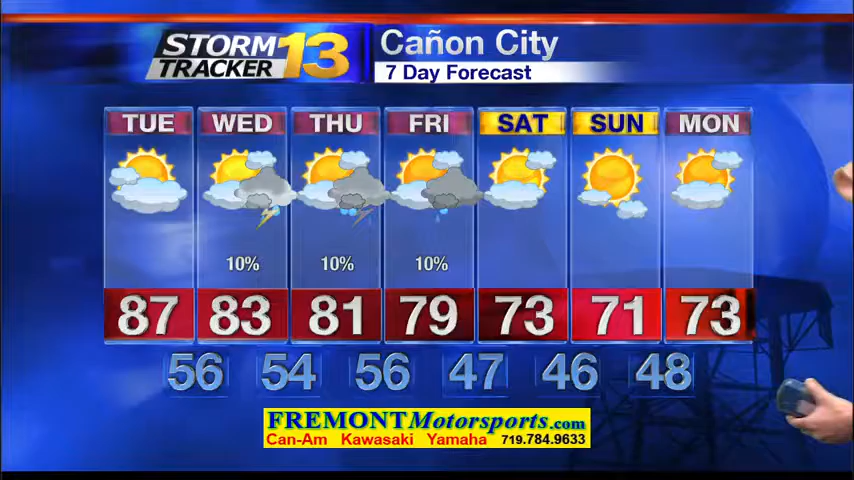 STORM
TRACKER
13
Cañon City
7 Day Forecast
TUE WED THU FRI SAT SUN MON
10% 10% 10%
87 83 81 79 73 71 73
56 54 56 47 46 48
FREMONTMotorsports.com
Can-Am Kawasaki Yamaha 719.784.9633